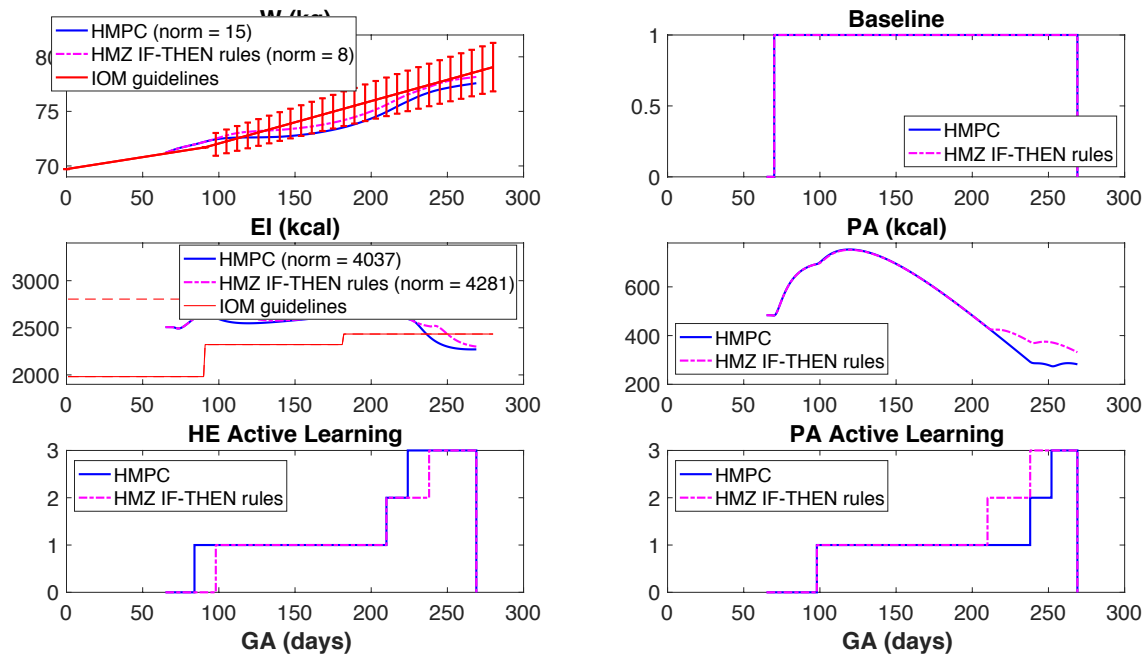 W (kg)
HMPC (norm = 15)
HMZ IF-THEN rules (norm = 8)
IOM guidelines
80
75
70
0 50 100 150 200 250 300
Baseline
1
0.5
0
HMPC
HMZ IF-THEN rules
0 50 100 150 200 250 300
EI (kcal)
3000
2500
2000
HMPC (norm = 4037)
HMZ IF-THEN rules (norm = 4281)
IOM guidelines
0 50 100 150 200 250 300
PA (kcal)
600
400
200
HMPC
HMZ IF-THEN rules
0 50 100 150 200 250 300
HE Active Learning
3
2
1
0
HMPC
HMZ IF-THEN rules
0 50 100 150 200 250 300
GA (days)
PA Active Learning
3
2
1
0
HMPC
HMZ IF-THEN rules
0 50 100 150 200 250 300
GA (days)